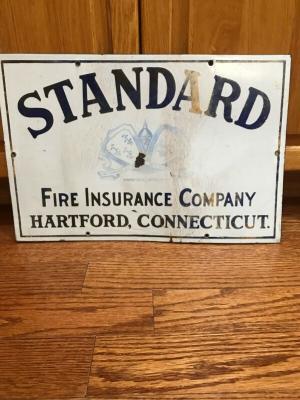 STANDARD
FIRE INSURANCE COMPANY
HARTFORD, CONNECTICUT.